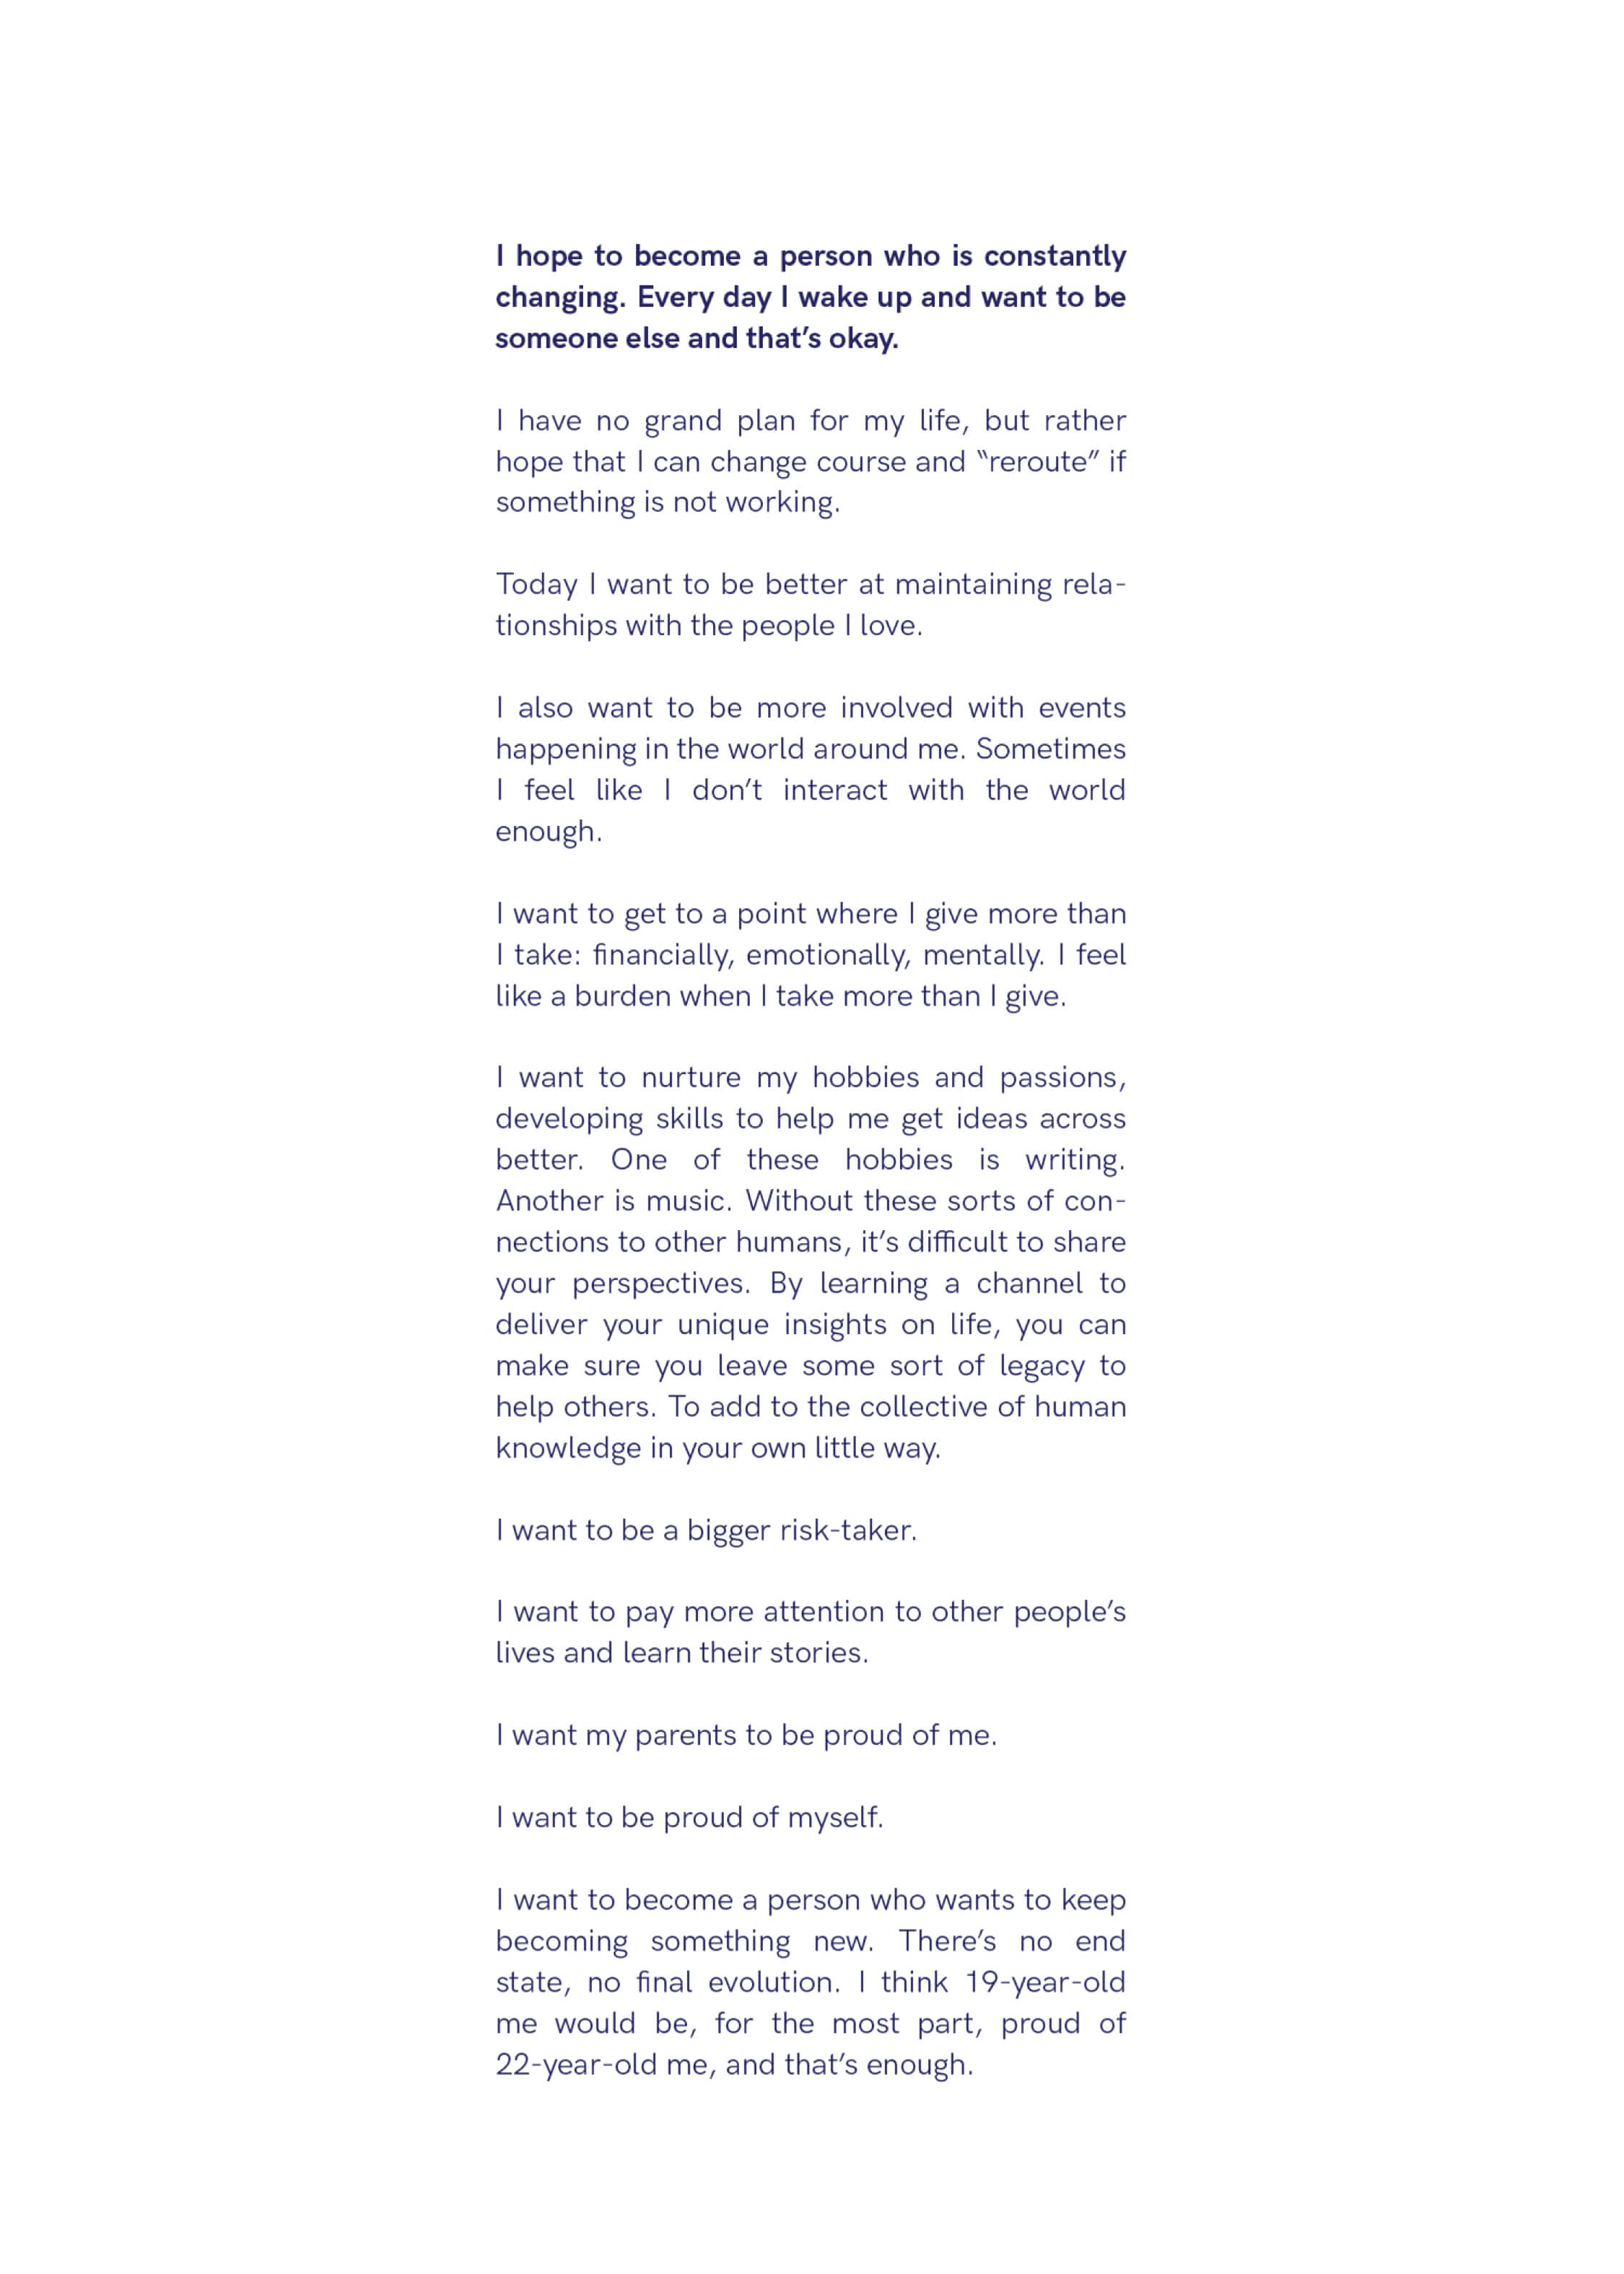 I hope to become a person who is constantly
changing. Every day I wake up and want to be
someone else and that’s okay.
I have no grand plan for my life, but rather
hope that I can change course and “reroute” if
something is not working.
Today I want to be better at maintaining rela-
tionships with the people I love.
I also want to be more involved with events
happening in the world around me. Sometimes
I feel like I don’t interact with the world
enough.
I want to get to a point where I give more than
I take: financially, emotionally, mentally. I feel
like a burden when I take more than I give.
I want to nurture my hobbies and passions,
developing skills to help me get ideas across
better. One of these hobbies is writing.
Another is music. Without these sorts of con-
nections to other humans, it’s difficult to share
your perspectives. By learning a channel to
deliver your unique insights on life, you can
make sure you leave some sort of legacy to
help others. To add to the collective of human
knowledge in your own little way.
I want to be a bigger risk-taker.
I want to pay more attention to other people’s
lives and learn their stories.
I want my parents to be proud of me.
I want to be proud of myself.
I want to become a person who wants to keep
becoming something new. There’s no end
state, no final evolution. I think 19-year-old
me would be, for the most part, proud of
22-year-old me, and that’s enough.